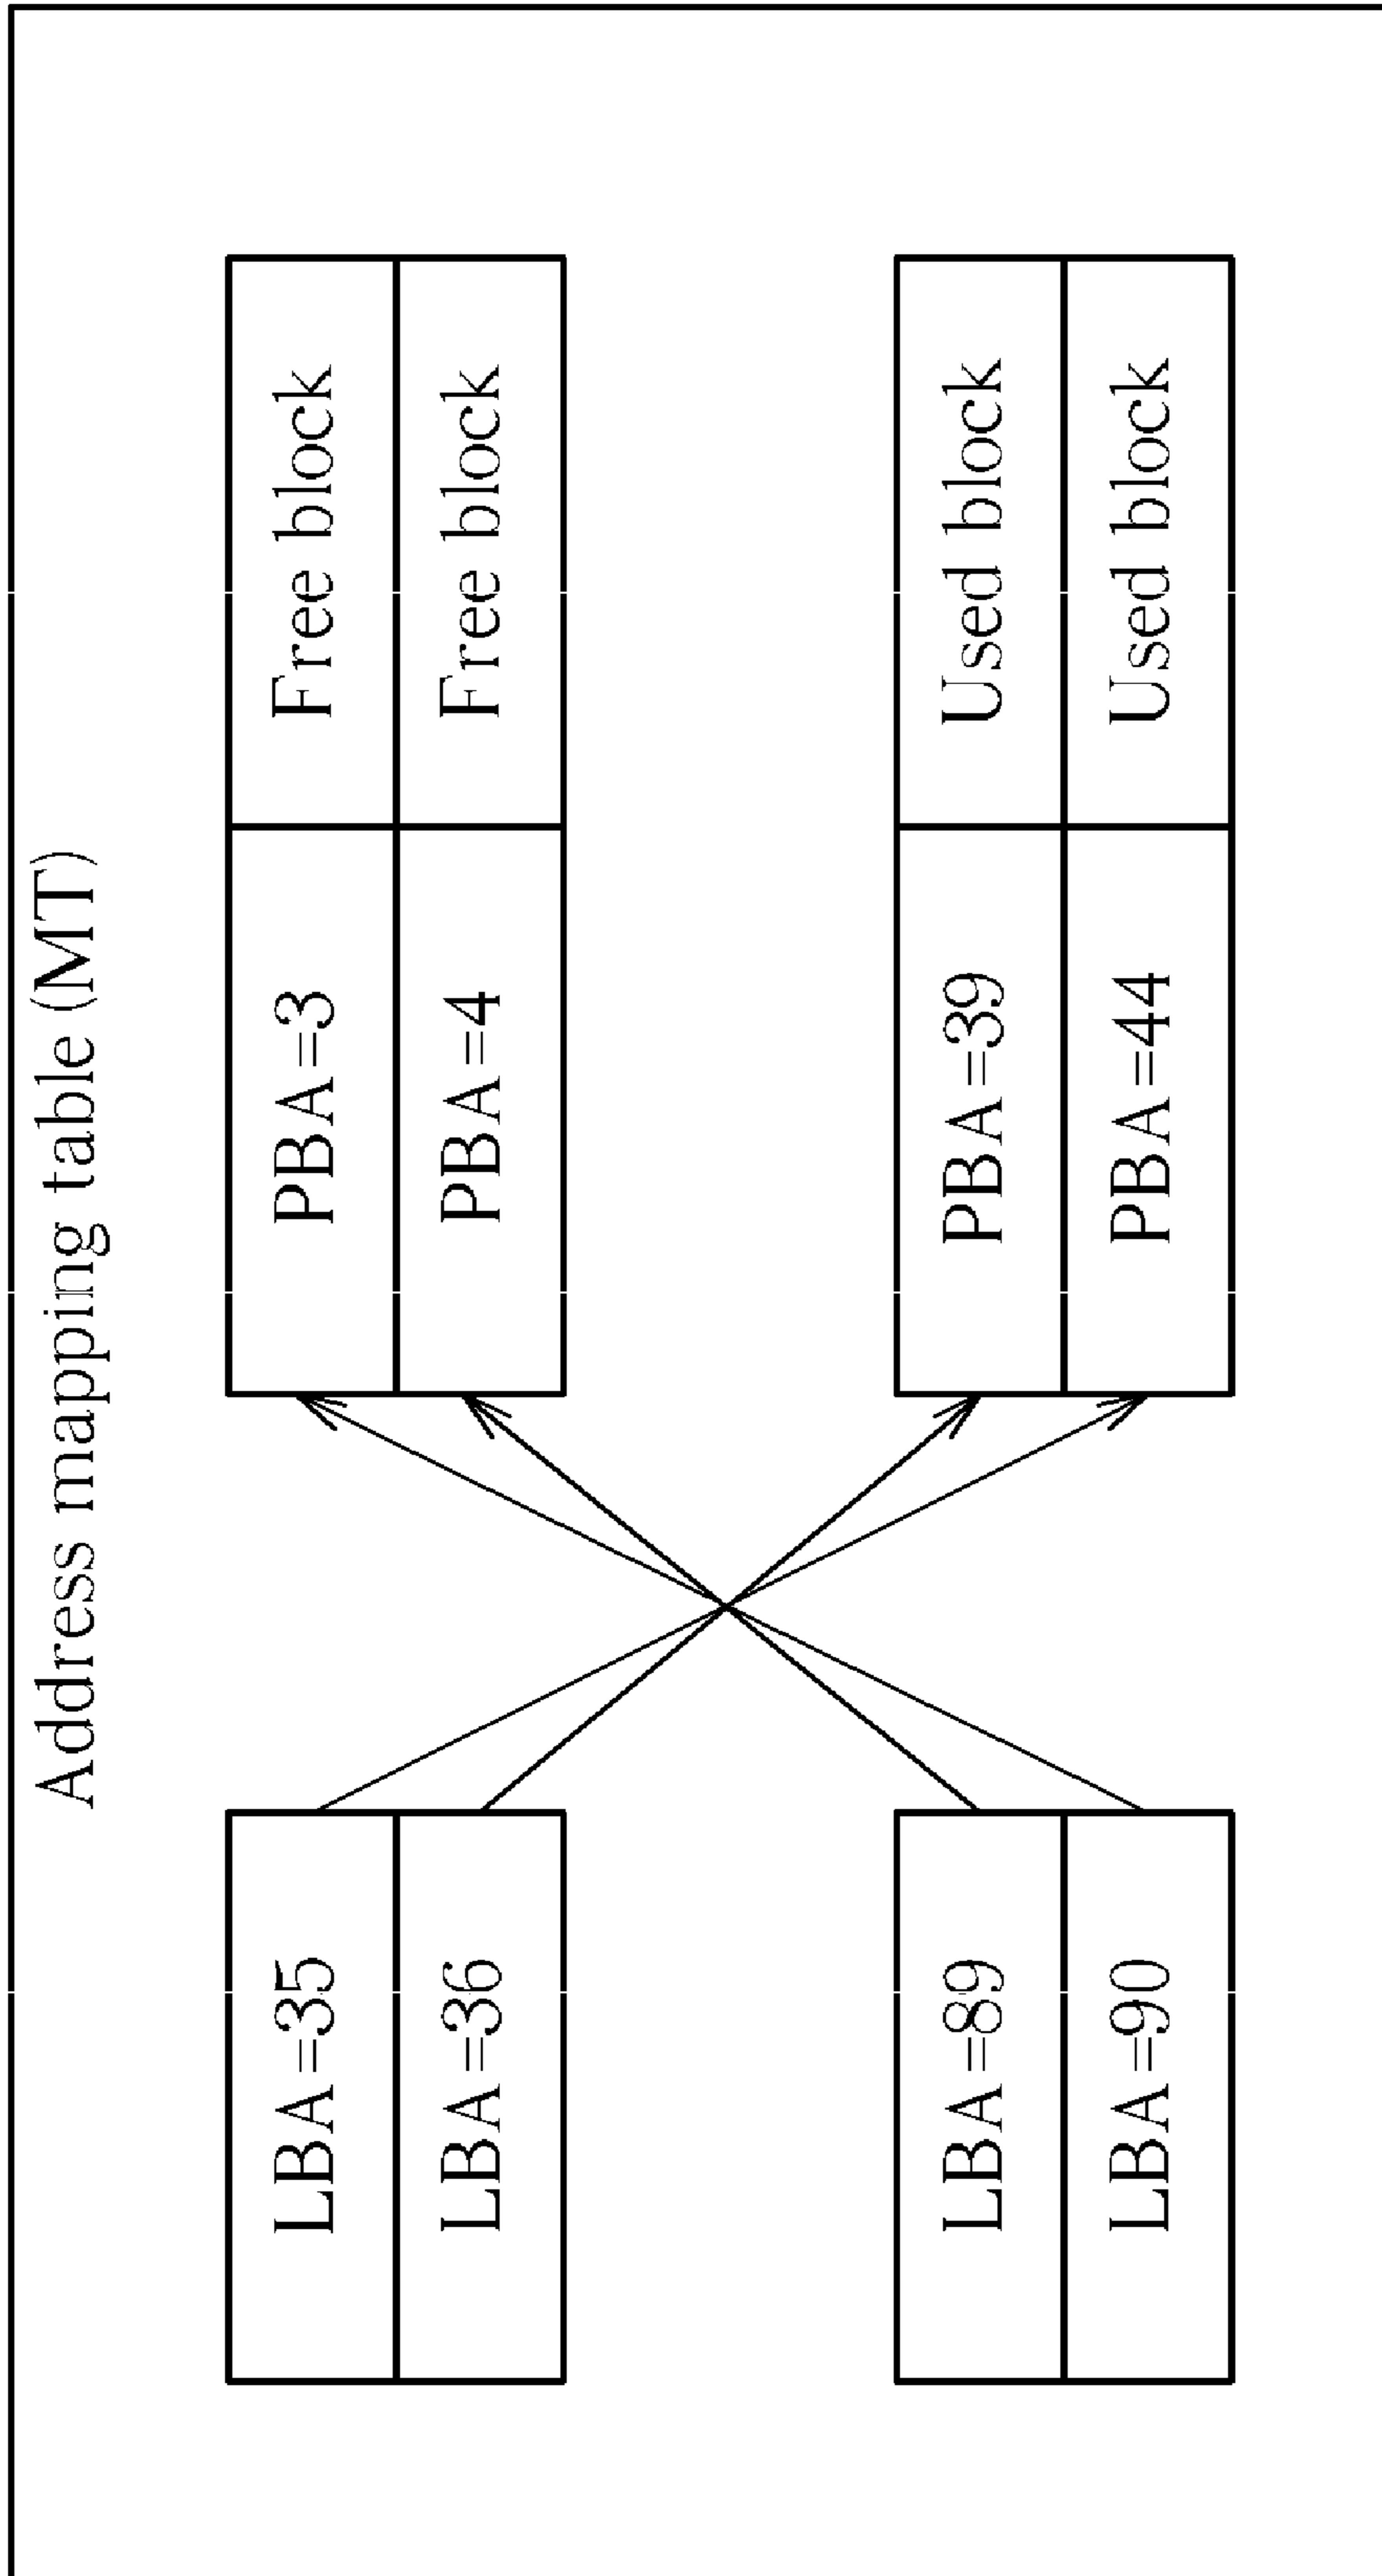 Address mapping table (MT)
LBA=35 PBA=3 Free block
LBA=36 PBA=4 Free block
LBA=89 PBA=39 Used block
LBA=90 PBA=44 Used block